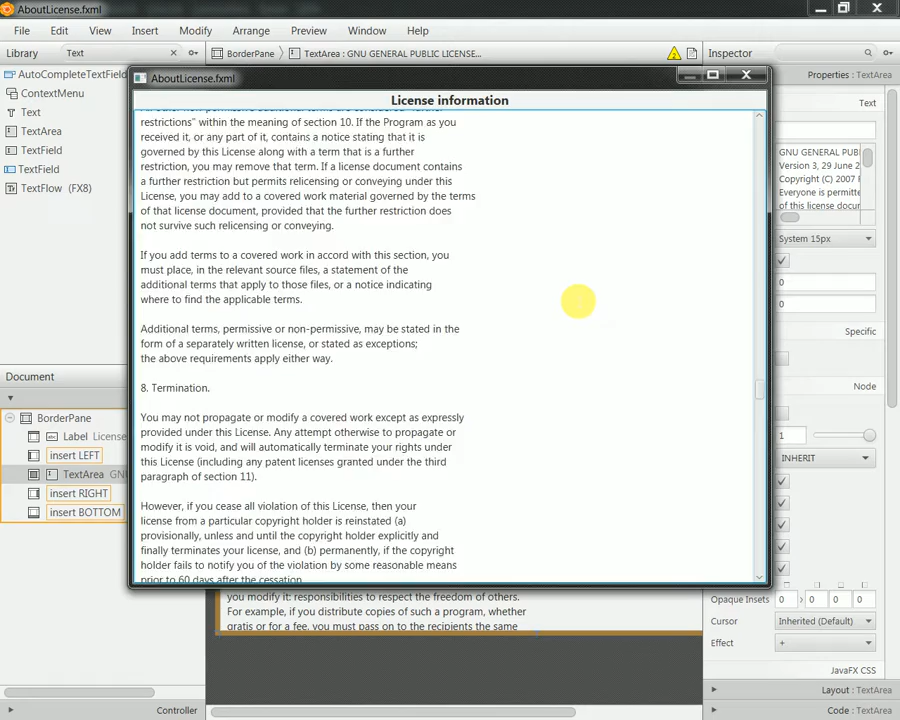 AboutLicense.fxml
File Edit View Insert Modify Arrange Preview Window Help
Library Text
BorderPane TextArea : GNU GENERAL PUBLIC LICENSE...
Inspector
AutoCompleteTextField
ContextMenu
Text
TextArea
TextField
TextField
TextFlow (FX8)
Document
BorderPane
Label License
insert LEFT
TextArea GN
insert RIGHT
insert BOTTOM
Controller
AboutLicense.fxml
License information
restrictions" within the meaning of section 10. If the Program as you
received it, or any part of it, contains a notice stating that it is
governed by this License along with a term that is a further
restriction, you may remove that term. If a license document contains
a further restriction but permits relicensing or conveying under this
License, you may add to a covered work material governed by the terms
of that license document, provided that the further restriction does
not survive such relicensing or conveying.
If you add terms to a covered work in accord with this section, you
must place, in the relevant source files, a statement of the
additional terms that apply to those files, or a notice indicating
where to find the applicable terms.
Additional terms, permissive or non-permissive, may be stated in the
form of a separately written license, or stated as exceptions;
the above requirements apply either way.
8. Termination.
You may not propagate or modify a covered work except as expressly
provided under this License. Any attempt otherwise to propagate or
modify it is void, and will automatically terminate your rights under
this License (including any patent licenses granted under the third
paragraph of section 11).
However, if you cease all violation of this License, then your
license from a particular copyright holder is reinstated (a)
provisionally, unless and until the copyright holder explicitly and
finally terminates your license, and (b) permanently, if the copyright
holder fails to notify you of the violation by some reasonable means
prior to 60 days after the cessation.
you modify it: responsibilities to respect the freedom of others.
For example, if you distribute copies of such a program, whether
gratis or for a fee, you must pass on to the recipients the same
Properties : TextArea
Text
GNU GENERAL PUB
Version 3, 29 June 2
Copyright (C) 2007 F
Everyone is permitte
of this license docum
System 15px
0
0
Specific
Node
1
INHERIT
Opaque Insets 0 0 0 0
Cursor Inherited (Default)
Effect +
JavaFX CSS
Layout : TextArea
Code : TextArea